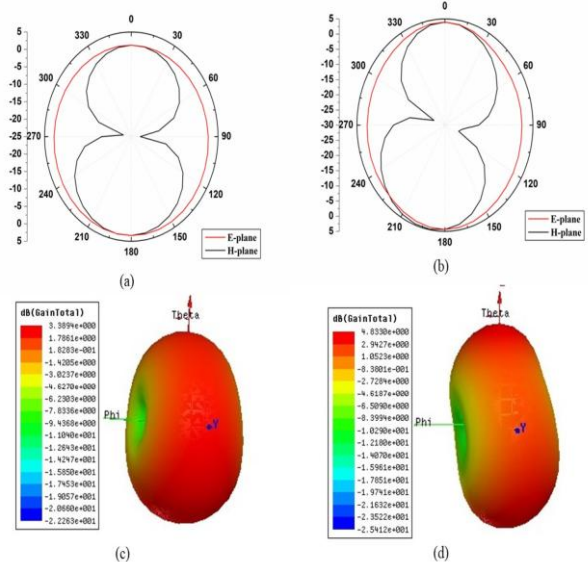 0
330
30
300
60
270
90
240
120
210
150
180
5
0
-5
-10
-15
-20
-25
-20
-15
-10
-5
0
5
E-plane
H-plane
(a)
0
330
30
300
60
270
90
240
120
210
150
180
5
0
-5
-10
-15
-20
-25
-30
-25
-20
-15
-10
-5
0
5
E-plane
H-plane
(b)
dB(GainTotal)
3.3894e+000
1.7861e+000
1.8283e-001
-1.4205e+000
-3.0237e+000
-4.6270e+000
-6.2303e+000
-7.8336e+000
-9.4368e+000
-1.1040e+001
-1.2643e+001
-1.4247e+001
-1.5850e+001
-1.7453e+001
-1.9057e+001
-2.0660e+001
-2.2263e+001
Theta
Phi
Y
(c)
dB(GainTotal)
4.8330e+000
2.9427e+000
1.0523e+000
-8.3801e-001
-2.7284e+000
-4.6187e+000
-6.5090e+000
-8.3994e+000
-1.0290e+001
-1.2180e+001
-1.4070e+001
-1.5961e+001
-1.7851e+001
-1.9741e+001
-2.1632e+001
-2.3522e+001
-2.5412e+001
Theta
Phi
Y
(d)